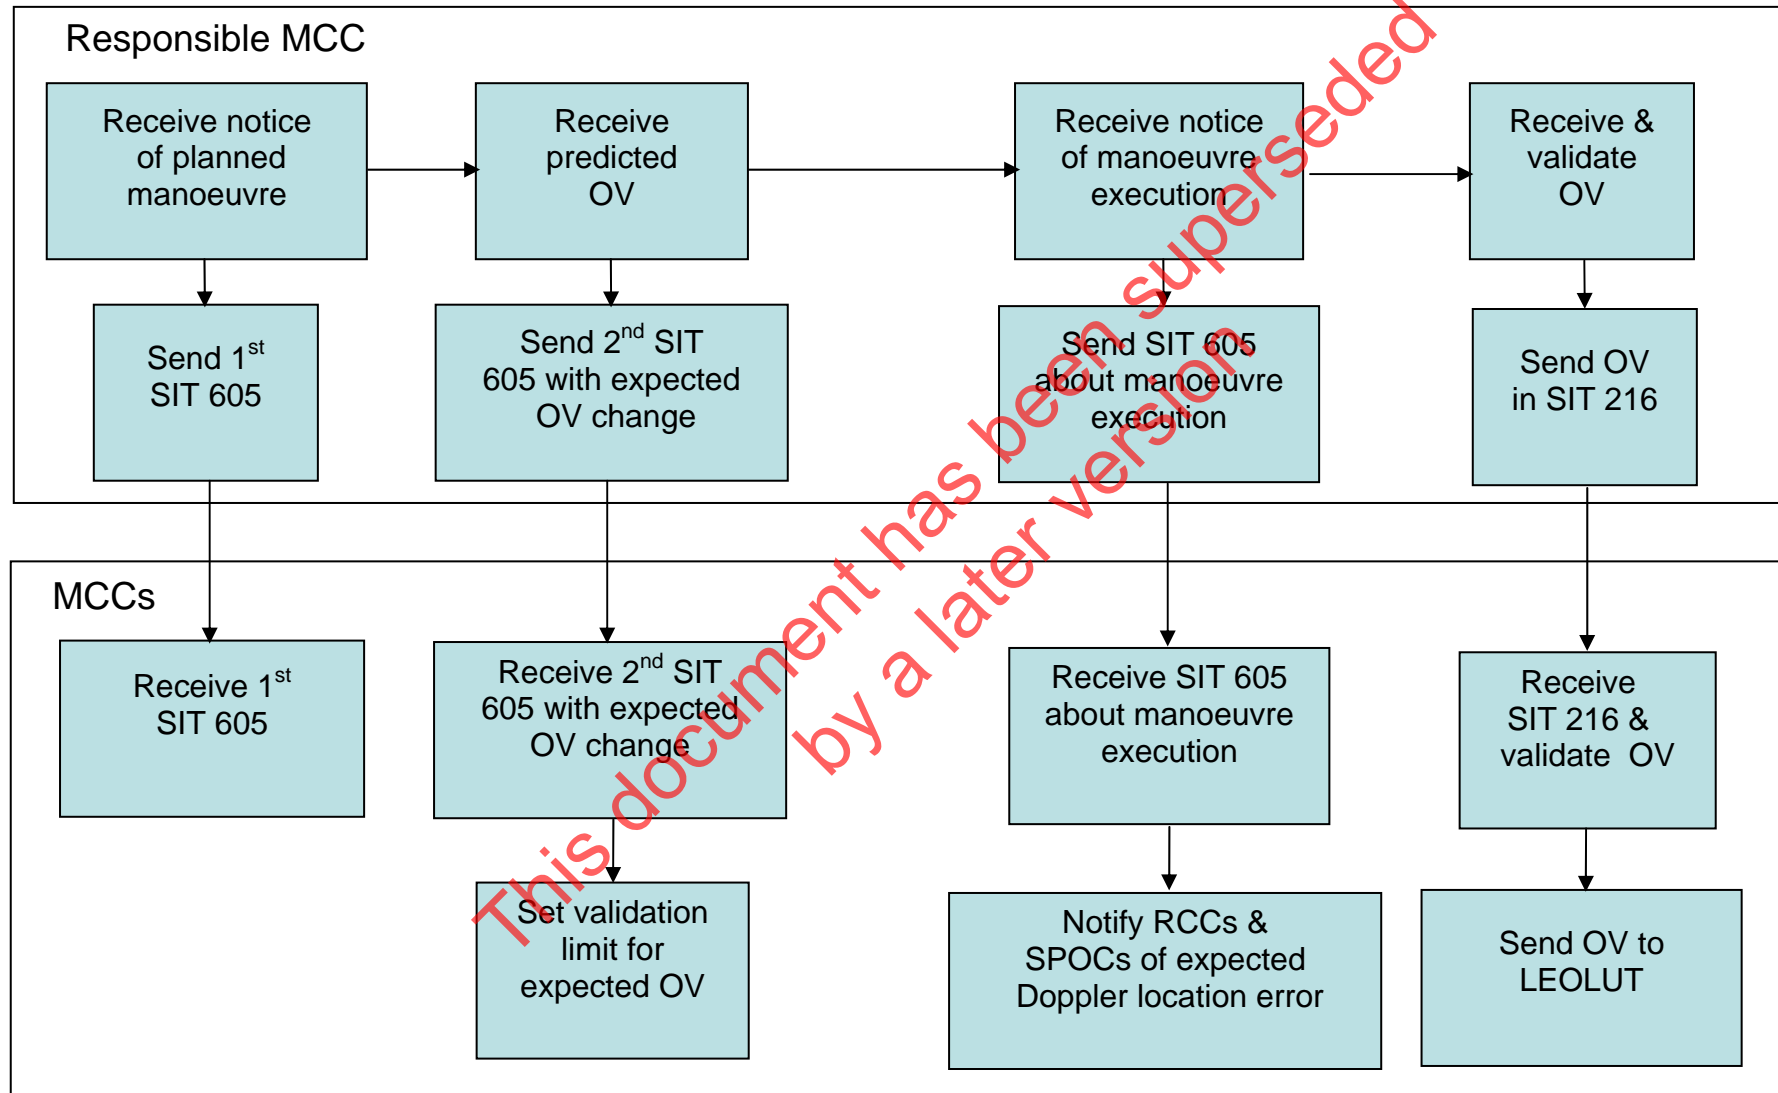 Responsible MCC
Receive notice
of planned
manoeuvre
Receive
predicted
OV
Receive notice
of manoeuvre
execution
Receive &
validate
OV
Send 1st
SIT 605
Send 2nd SIT
605 with expected
OV change
Send SIT 605
about manoeuvre
execution
Send OV
in SIT 216
MCCs
Receive 1st
SIT 605
Receive 2nd SIT
605 with expected
OV change
Receive SIT 605
about manoeuvre
execution
Receive
SIT 216 &
validate OV
Set validation
limit for
expected OV
Notify RCCs &
SPOCs of expected
Doppler location error
Send OV to
LEOLUT
This document has been superseded
by a later version